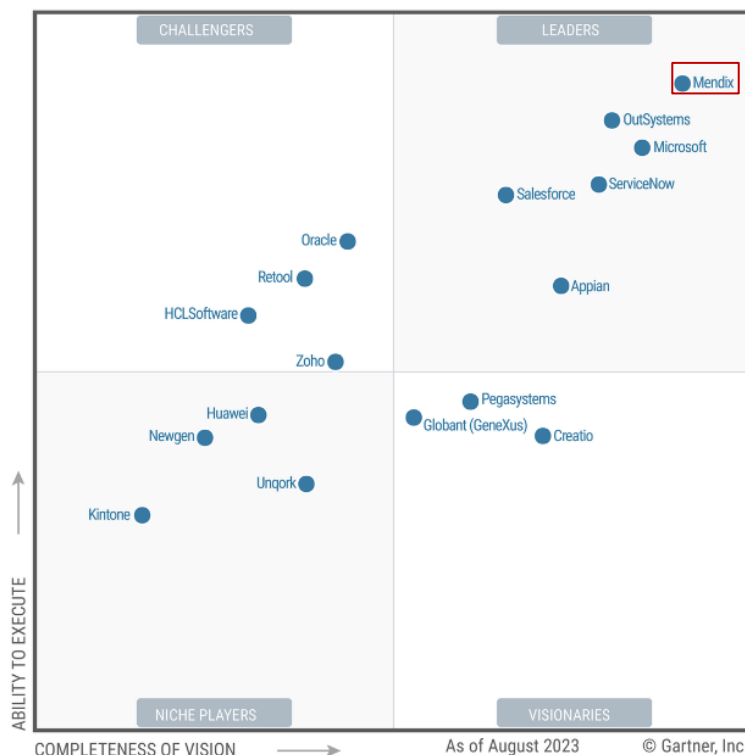 CHALLENGERS
LEADERS
Mendix
OutSystems
Microsoft
ServiceNow
Salesforce
Oracle
Retool
Appian
HCLSoftware
Zoho
Pegasystems
Huawei
Globant (GeneXus)
Newgen
Creatio
Unqork
Kintone
ABILITY TO EXECUTE
NICHE PLAYERS
VISIONARIES
COMPLETENESS OF VISION
As of August 2023
© Gartner, Inc